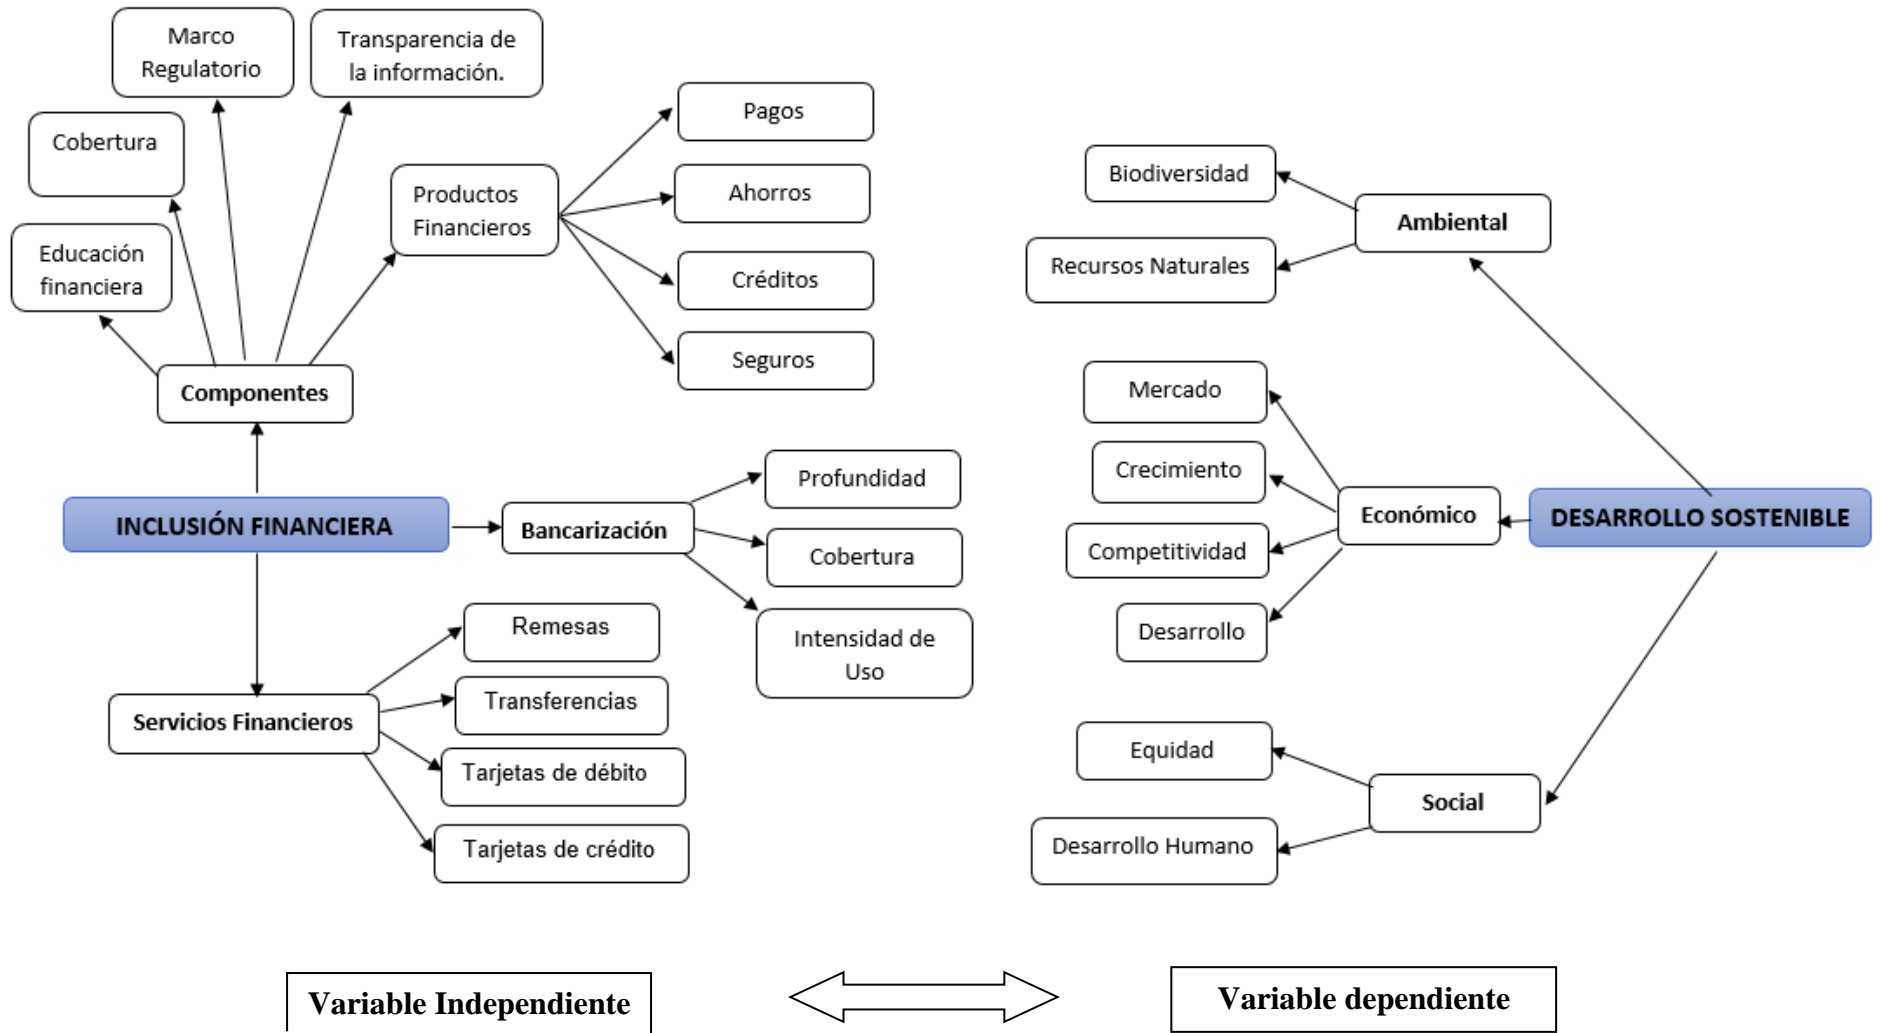 Marco
Regulatorio
Transparencia de
la información.
Cobertura
Educación
financiera
Productos
Financieros
Pagos
Ahorros
Créditos
Seguros
Componentes
INCLUSIÓN FINANCIERA
Bancarización
Profundidad
Cobertura
Intensidad de
Uso
Servicios Financieros
Remesas
Transferencias
Tarjetas de débito
Tarjetas de crédito
Biodiversidad
Recursos Naturales
Ambiental
Mercado
Crecimiento
Competitividad
Desarrollo
Económico
DESARROLLO SOSTENIBLE
Equidad
Desarrollo Humano
Social
Variable Independiente
Variable dependiente